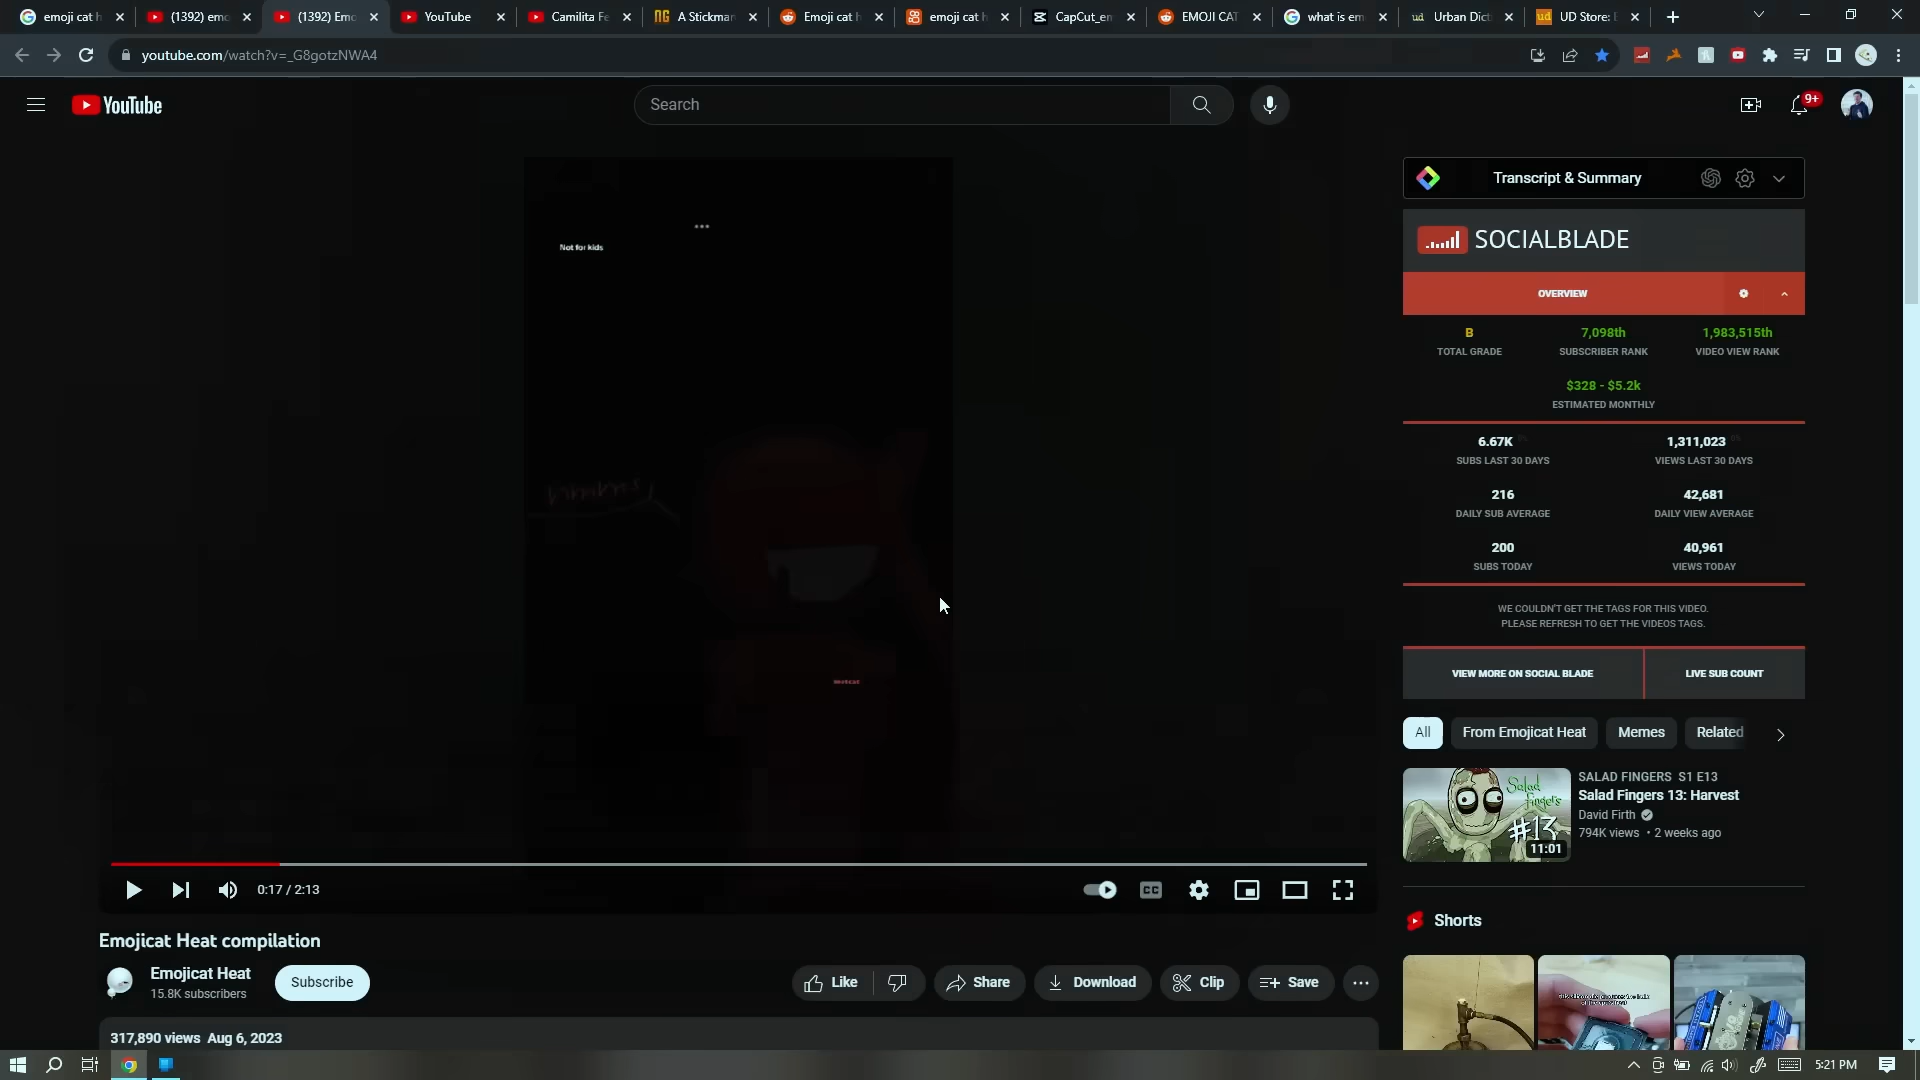 emoji cat h
(1392) emo
(1392) Emo
YouTube
Camilita Fe
A Stickman
Emoji cat h
emoji cat h
CapCut_em
EMOJI CAT
what is em
Urban Dict
UD Store: E
youtube.com/watch?v=_G8gotzNWA4
YouTube
Search
9+
Not for kids
Transcript & Summary
SOCIALBLADE
OVERVIEW
B
7,098th
1,983,515th
TOTAL GRADE
SUBSCRIBER RANK
VIDEO VIEW RANK
$328 - $5.2k
ESTIMATED MONTHLY
6.67K
1,311,023
SUBS LAST 30 DAYS
VIEWS LAST 30 DAYS
216
42,681
DAILY SUB AVERAGE
DAILY VIEW AVERAGE
200
40,961
SUBS TODAY
VIEWS TODAY
WE COULDN'T GET THE TAGS FOR THIS VIDEO.
PLEASE REFRESH TO GET THE VIDEOS TAGS.
VIEW MORE ON SOCIAL BLADE
LIVE SUB COUNT
All
From Emojicat Heat
Memes
Related
Salad Fingers
#13
11:01
SALAD FINGERS S1 E13
Salad Fingers 13: Harvest
David Firth
794K views • 2 weeks ago
Shorts
0:17 / 2:13
CC
Emojicat Heat compilation
Emojicat Heat
15.8K subscribers
Subscribe
Like
Share
Download
Clip
Save
317,890 views Aug 6, 2023
5:21 PM